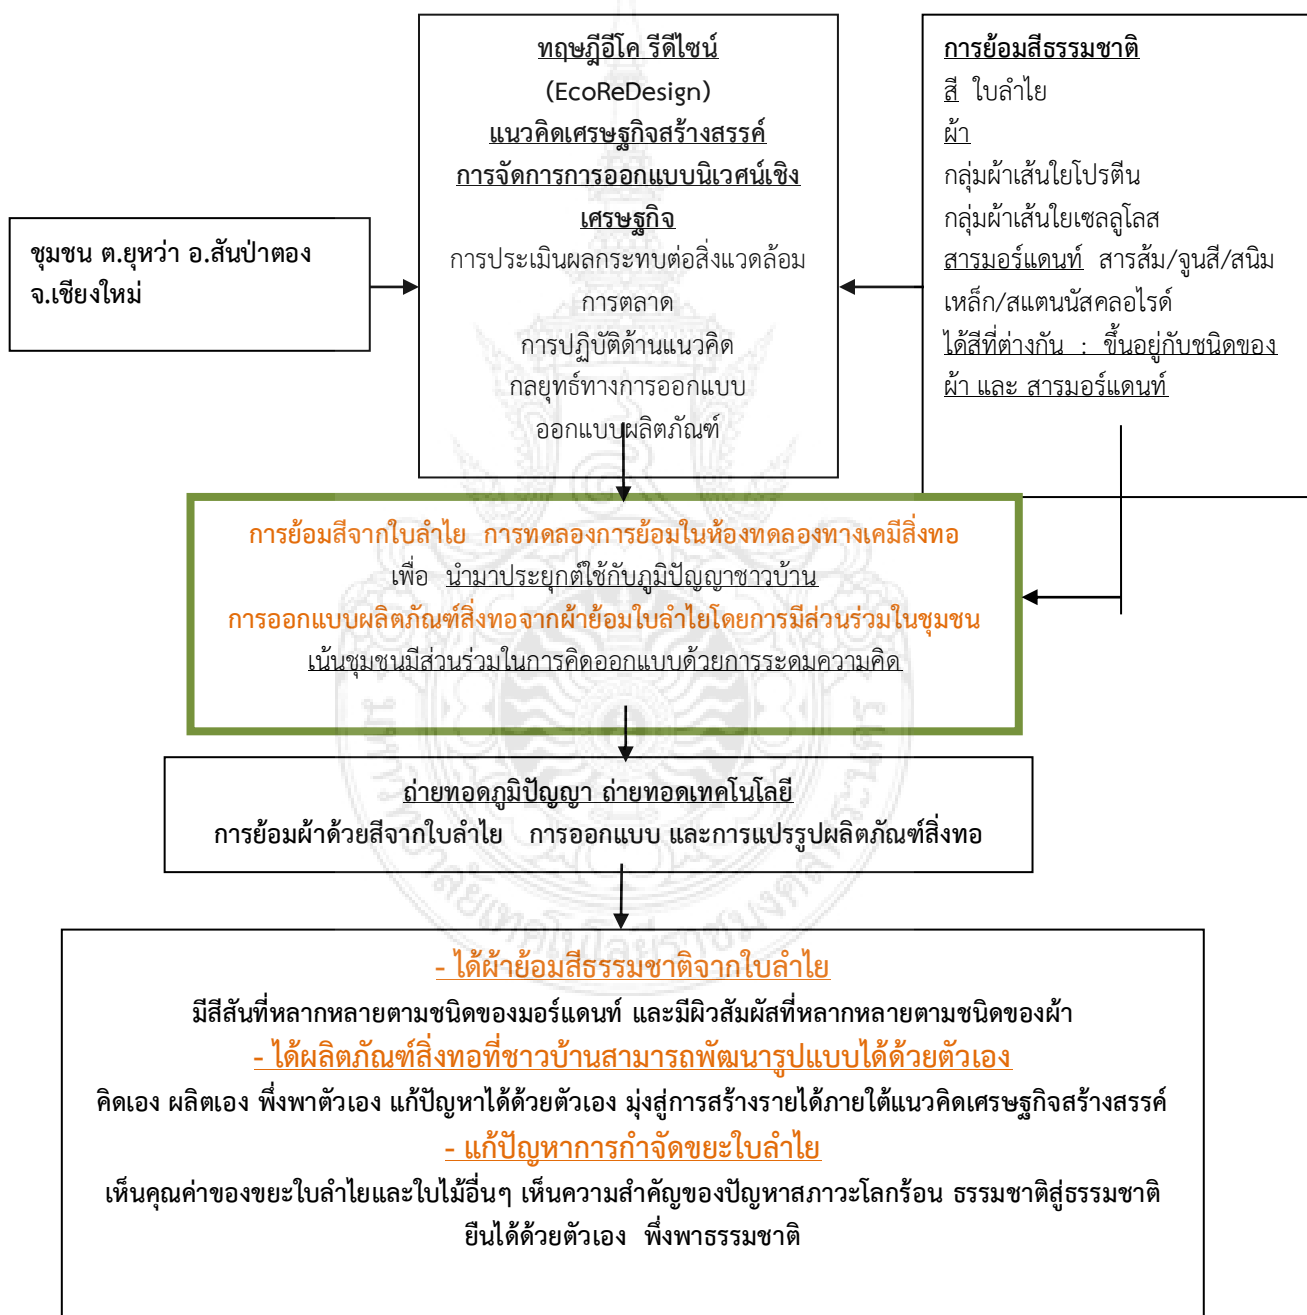 ทฤษฎีอีโค รีดีไซน์
(EcoReDesign)
แนวคิดเศรษฐกิจสร้างสรรค์
การจัดการการออกแบบนิเวศน์เชิง
เศรษฐกิจ
การประเมินผลกระทบต่อสิ่งแวดล้อม
การตลาด
การปฏิบัติด้านแนวคิด
กลยุทธ์ทางการออกแบบ
ออกแบบผลิตภัณฑ์
การย้อมสีธรรมชาติ
สี ใบลำไย
ผ้า
กลุ่มผ้าเส้นใยโปรตีน
กลุ่มผ้าเส้นใยเซลลูโลส
สารมอร์แดนท์ สารส้ม/จุนสี/สนิม
เหล็ก/สแตนนัสคลอไรด์
ได้สีที่ต่างกัน : ขึ้นอยู่กับชนิดของ
ผ้า และ สารมอร์แดนท์
ชุมชน ต.ยุหว่า อ.สันป่าตอง
จ.เชียงใหม่
การย้อมสีจากใบลำไย การทดลองการย้อมในห้องทดลองทางเคมีสิ่งทอ
เพื่อ นำมาประยุกต์ใช้กับภูมิปัญญาชาวบ้าน
การออกแบบผลิตภัณฑ์สิ่งทอจากผ้าย้อมใบลำไยโดยการมีส่วนร่วมในชุมชน
เน้นชุมชนมีส่วนร่วมในการคิดออกแบบด้วยการระดมความคิด
ถ่ายทอดภูมิปัญญา ถ่ายทอดเทคโนโลยี
การย้อมผ้าด้วยสีจากใบลำไย การออกแบบ และการแปรรูปผลิตภัณฑ์สิ่งทอ
- ได้ผ้าย้อมสีธรรมชาติจากใบลำไย
มีสีสันที่หลากหลายตามชนิดของมอร์แดนท์ และมีผิวสัมผัสที่หลากหลายตามชนิดของผ้า
- ได้ผลิตภัณฑ์สิ่งทอที่ชาวบ้านสามารถพัฒนารูปแบบได้ด้วยตัวเอง
คิดเอง ผลิตเอง พึ่งพาตัวเอง แก้ปัญหาได้ด้วยตัวเอง มุ่งสู่การสร้างรายได้ภายใต้แนวคิดเศรษฐกิจสร้างสรรค์
- แก้ปัญหาการกำจัดขยะใบลำไย
เห็นคุณค่าของขยะใบลำไยและใบไม้อื่นๆ เห็นความสำคัญของปัญหาสภาวะโลกร้อน ธรรมชาติสู่ธรรมชาติ
ยืนได้ด้วยตัวเอง พึ่งพาธรรมชาติ
มหาวิทยาลัยเทคโนโลยีราชมงคลพระนคร